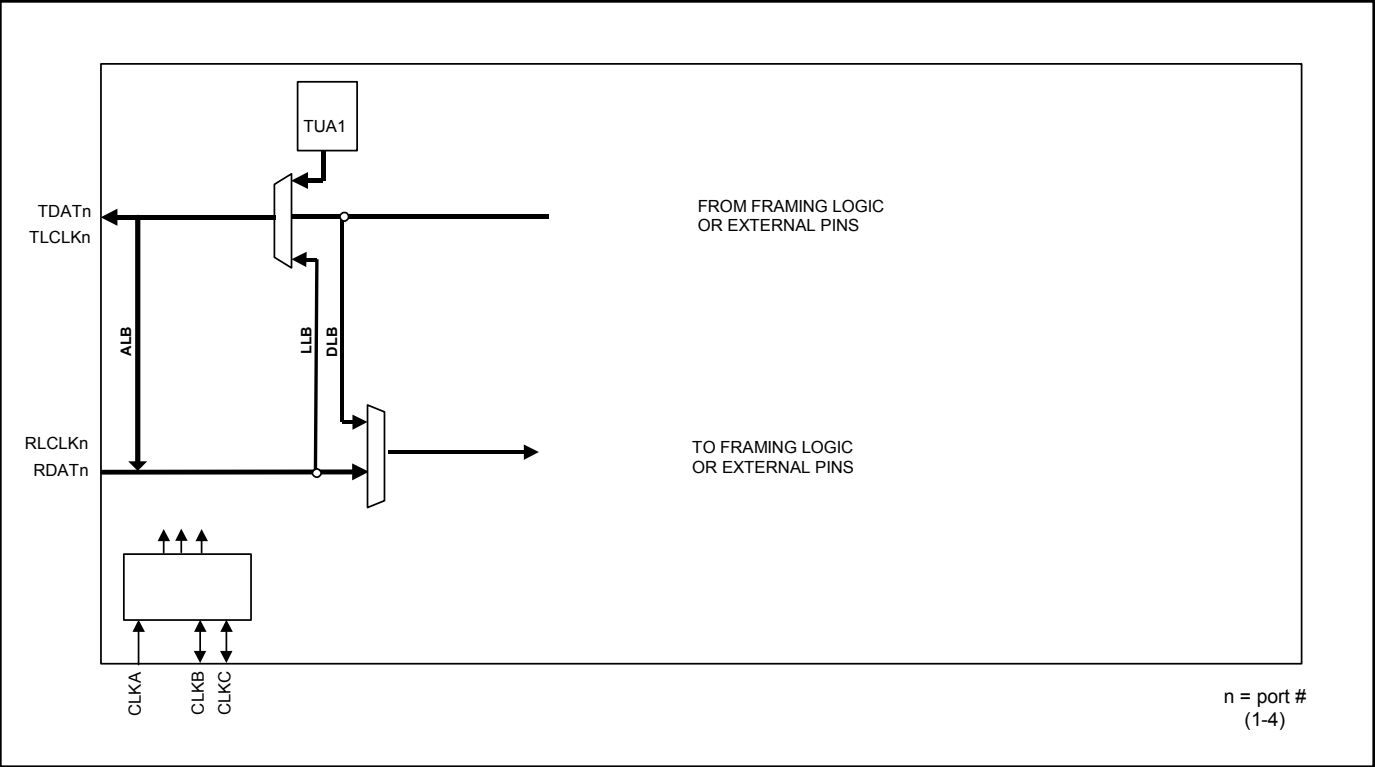 TUA1
TDATn
TLCLKn
FROM FRAMING LOGIC
OR EXTERNAL PINS
ALB
LLB
DLB
RLCLKn
RDATn
TO FRAMING LOGIC
OR EXTERNAL PINS
CLKA
CLKB
CLKC
n = port #
(1-4)